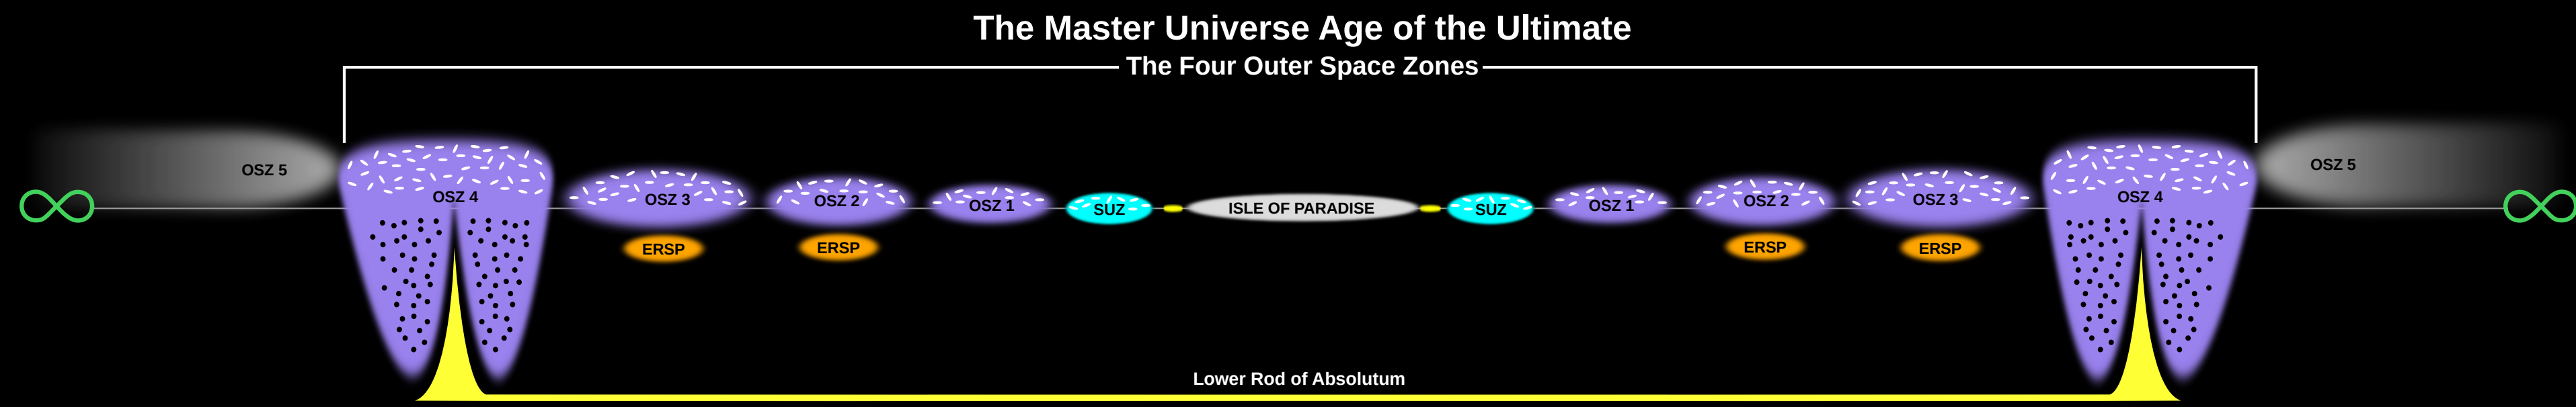 The Master Universe Age of the Ultimate
The Four Outer Space Zones
OSZ 5
OSZ 4
OSZ 3
OSZ 2
OSZ 1
SUZ
ISLE OF PARADISE
SUZ
OSZ 1
OSZ 2
OSZ 3
OSZ 4
OSZ 5
ERSP
ERSP
ERSP
ERSP
Lower Rod of Absolutum